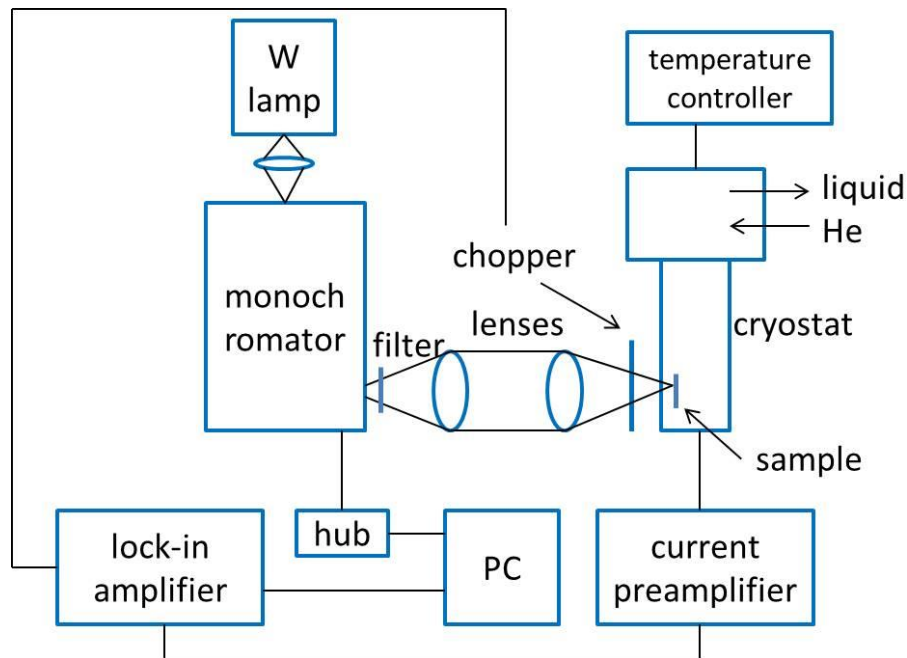 W
lamp
temperature
controller
liquid
He
chopper
monoch
romator
filter
lenses
cryostat
sample
lock-in
amplifier
hub
PC
current
preamplifier